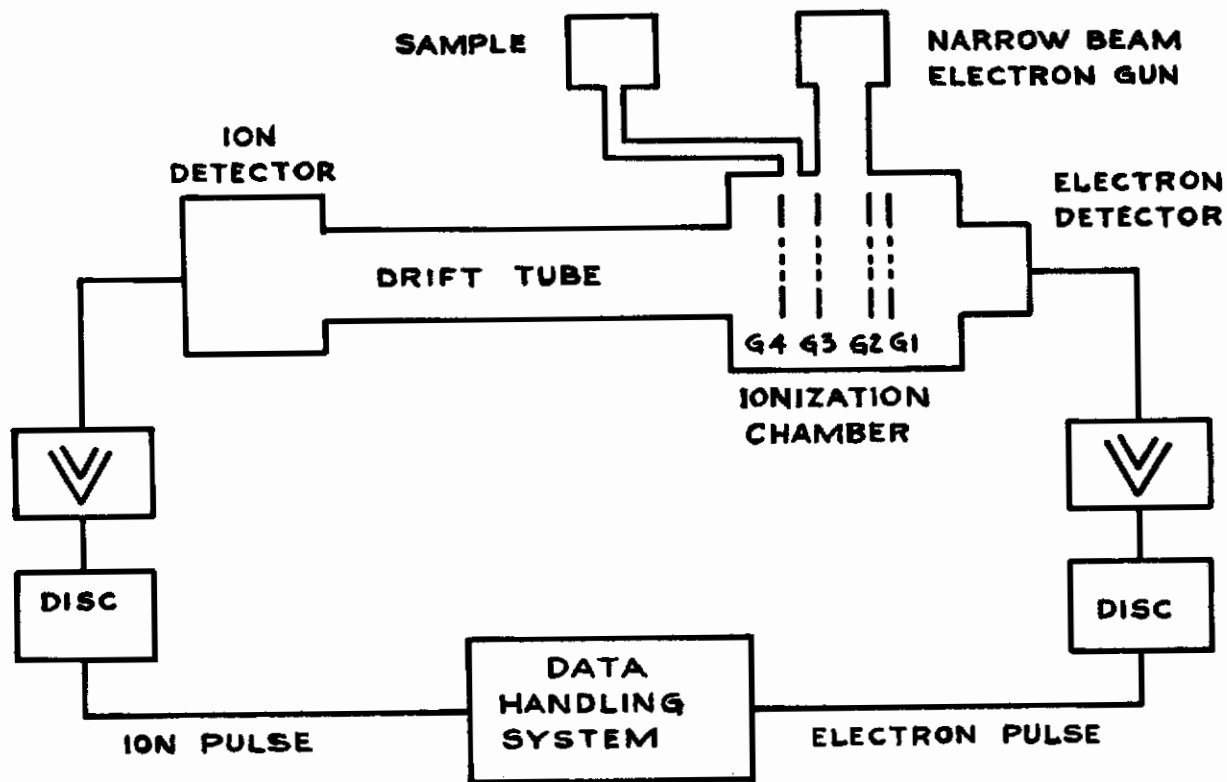 SAMPLE
NARROW BEAM
ELECTRON GUN
ION
DETECTOR
ELECTRON
DETECTOR
DRIFT TUBE
G4 G3 G2 G1
IONIZATION
CHAMBER
DISC
DISC
DATA
HANDLING
SYSTEM
ION PULSE
ELECTRON PULSE